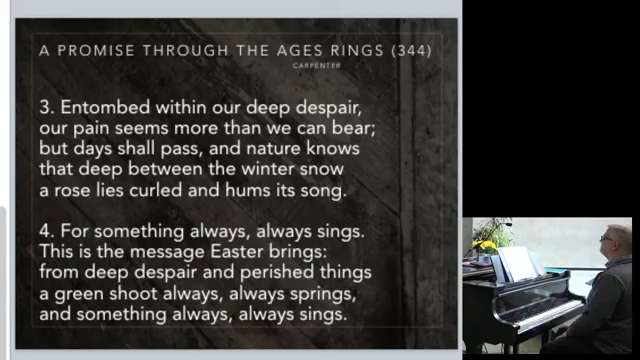 A PROMISE THROUGH THE AGES RINGS (344)
CARPENTER
3. Entombed within our deep despair,
our pain seems more than we can bear;
but days shall pass, and nature knows
that deep between the winter snow
a rose lies curled and hums its song.
4. For something always, always sings.
This is the message Easter brings:
from deep despair and perished things
a green shoot always, always springs,
and something always, always sings.